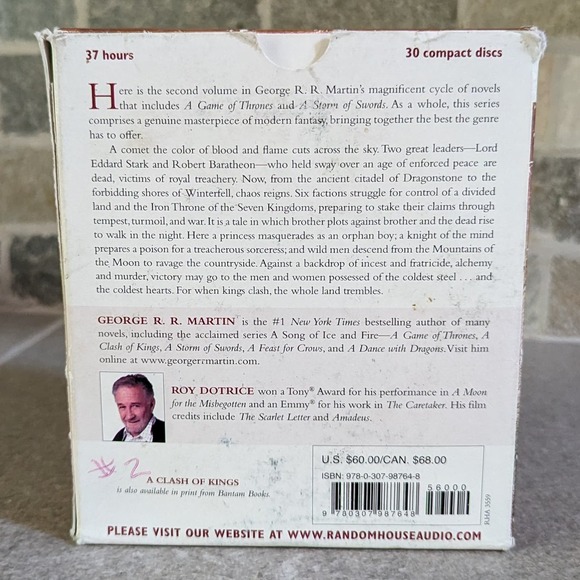 37 hours
30 compact discs
Here is the second volume in George R. R. Martin's magnificent cycle of novels
that includes A Game of Thrones and A Storm of Swords. As a whole, this series
comprises a genuine masterpiece of modern fantasy, bringing together the best the genre
has to offer.
A comet the color of blood and flame cuts across the sky. Two great leaders—Lord
Eddard Stark and Robert Baratheon—who held sway over an age of enforced peace are
dead, victims of royal treachery. Now, from the ancient citadel of Dragonstone to the
forbidding shores of Winterfell, chaos reigns. Six factions struggle for control of a divided
land and the Iron Throne of the Seven Kingdoms, preparing to stake their claims through
tempest, turmoil, and war. It is a tale in which brother plots against brother and the dead rise
to walk in the night. Here a princess masquerades as an orphan boy; a knight of the mind
prepares a poison for a treacherous sorceress; and wild men descend from the Mountains of
the Moon to ravage the countryside. Against a backdrop of incest and fratricide, alchemy
and murder, victory may go to the men and women possessed of the coldest steel . . . and
the coldest hearts. For when kings clash, the whole land trembles.
GEORGE R. R. MARTIN is the #1 New York Times bestselling author of many
novels, including the acclaimed series A Song of Ice and Fire—A Game of Thrones, A
Clash of Kings, A Storm of Swords, A Feast for Crows, and A Dance with Dragons. Visit him
online at www.georgerrmartin.com.
ROY DOTRICE won a Tony® Award for his performance in A Moon
for the Misbegotten and an Emmy® for his work in The Caretaker. His film
credits include The Scarlet Letter and Amadeus.
#2
A CLASH OF KINGS
is also available in print from Bantam Books.
U.S. $60.00/CAN. $68.00
ISBN: 978-0-307-98764-8
56000
9 780307 987648
RHA 3559
PLEASE VISIT OUR WEBSITE AT WWW.RANDOMHOUSEAUDIO.COM